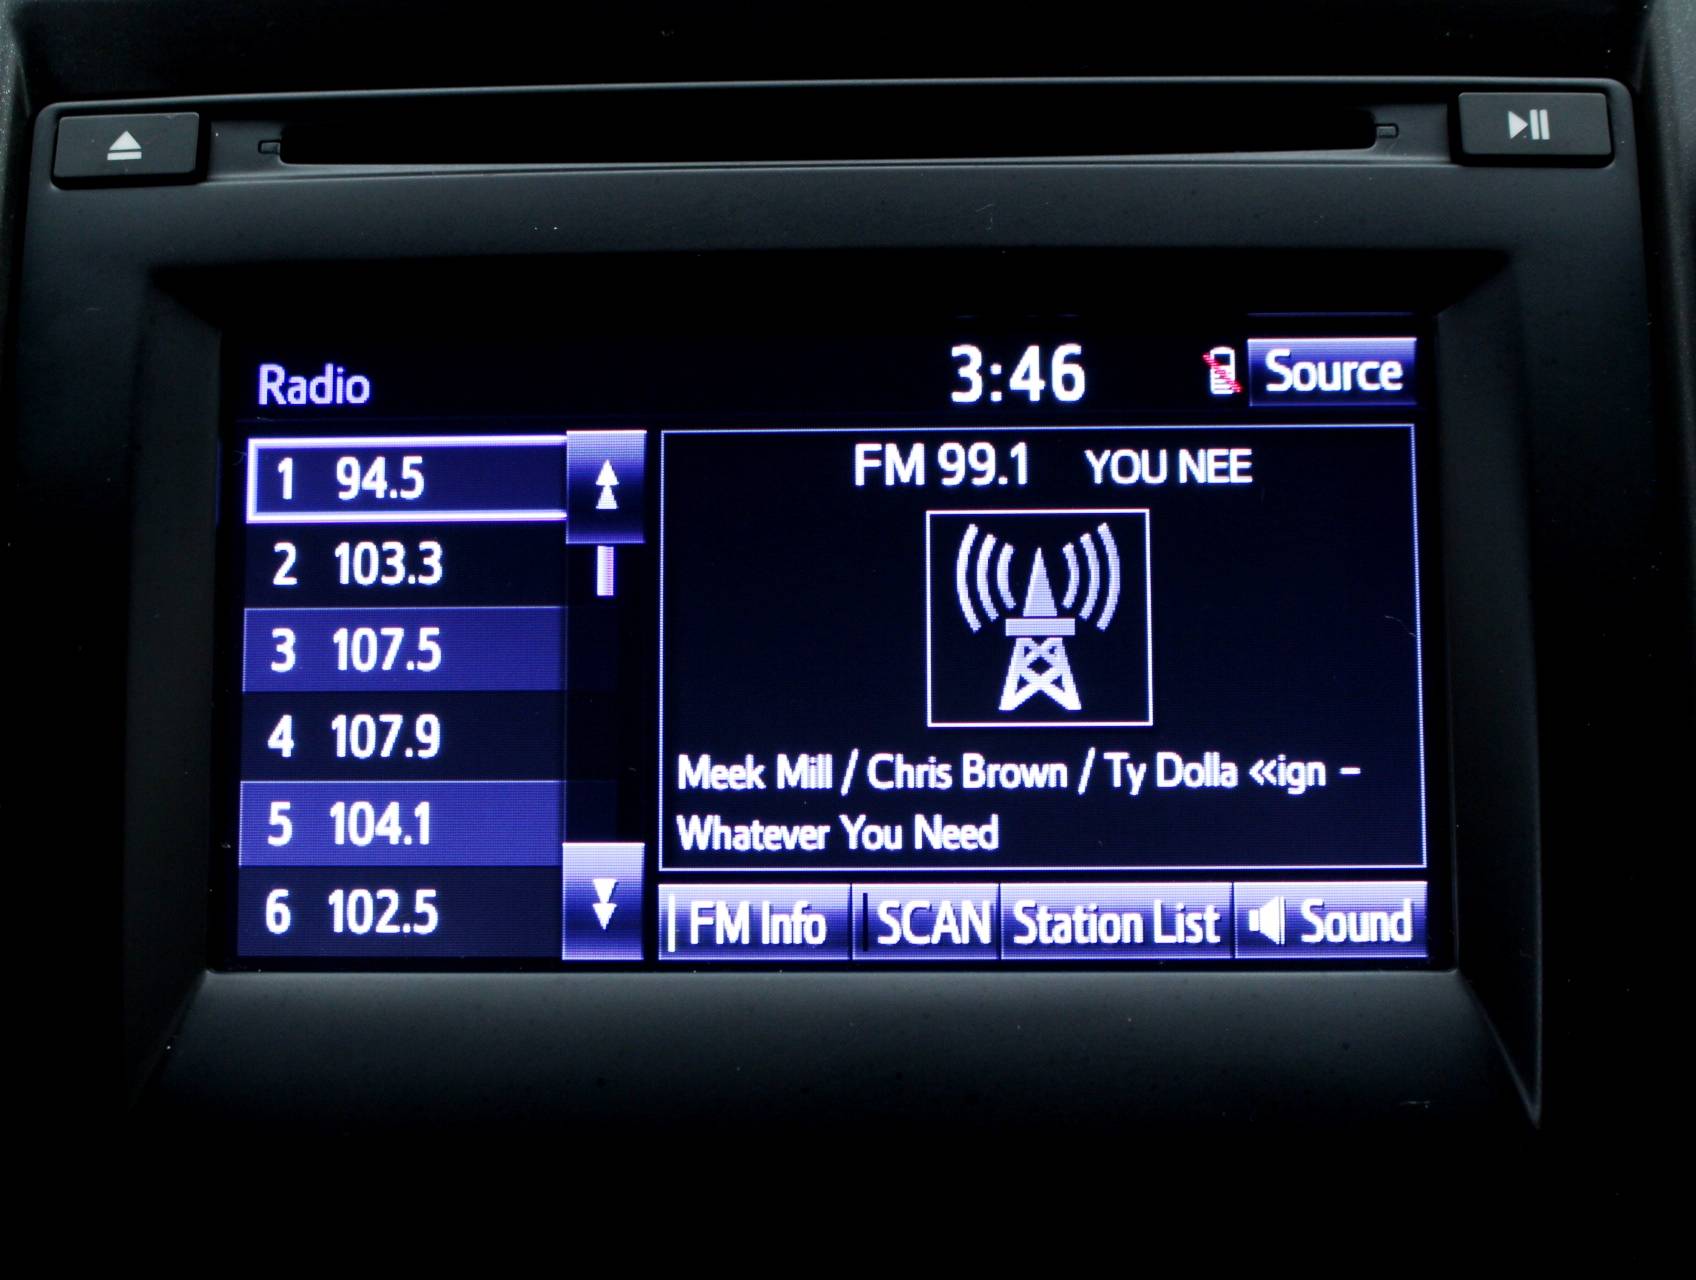 Radio
3:46
Source
1 94.5
2 103.3
3 107.5
4 107.9
5 104.1
6 102.5
FM 99.1 YOU NEE
Meek Mill / Chris Brown / Ty Dolla «ign -
Whatever You Need
FM Info
SCAN
Station List
Sound